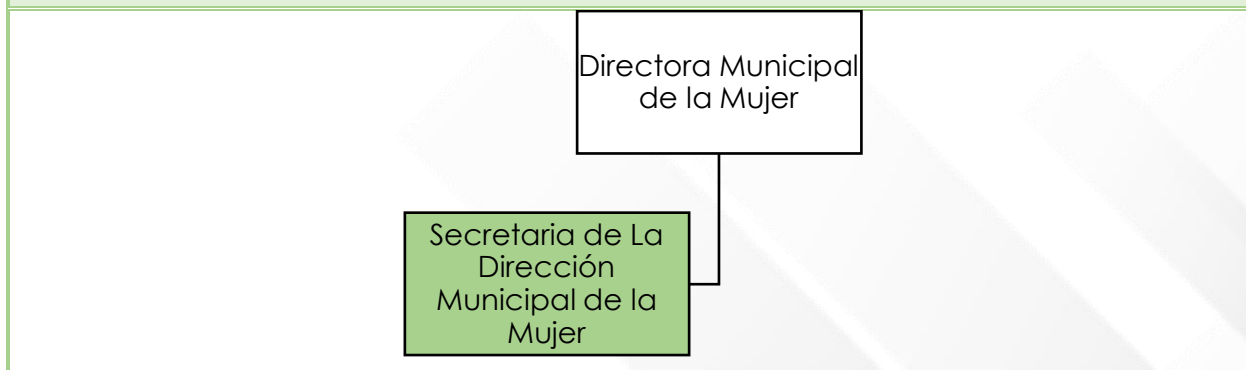 Directora Municipal
de la Mujer
Secretaria de La
Dirección
Municipal de la
Mujer